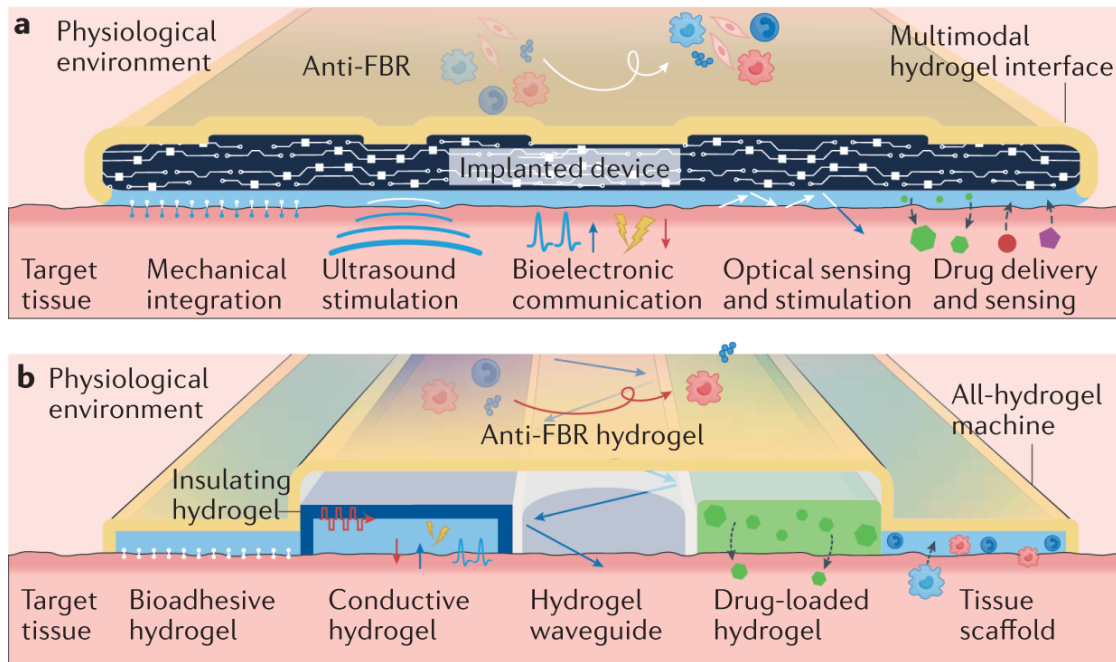 a
Physiological
environment
Anti-FBR
Multimodal
hydrogel interface
Implanted device
Target
tissue
Mechanical
integration
Ultrasound
stimulation
Bioelectronic
communication
Optical sensing
and stimulation
Drug delivery
and sensing
b
Physiological
environment
Anti-FBR hydrogel
All-hydrogel
machine
Insulating
hydrogel
Target
tissue
Bioadhesive
hydrogel
Conductive
hydrogel
Hydrogel
waveguide
Drug-loaded
hydrogel
Tissue
scaffold